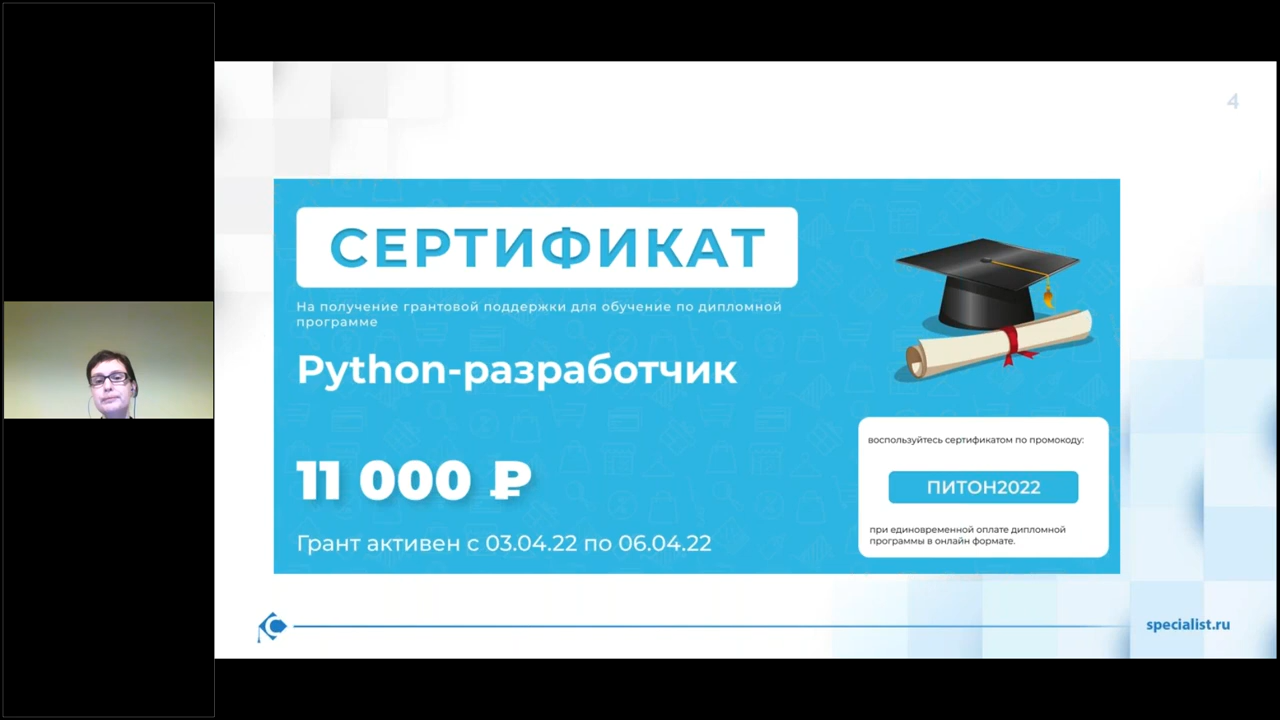 4
СЕРТИФИКАТ
На получение грантовой поддержки для обучение по дипломной
программе
Python-разработчик
11 000 ₽
Грант активен с 03.04.22 по 06.04.22
воспользуйтесь сертификатом по промокоду:
ПИТОН2022
при единовременной оплате дипломной
программы в онлайн формате.
specialist.ru